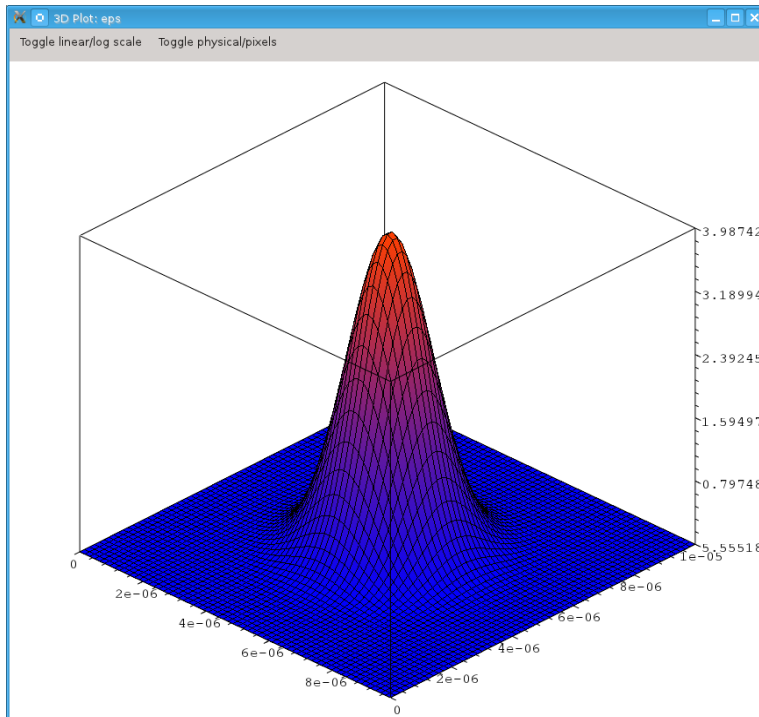 3D Plot: eps
Toggle linear/log scale Toggle physical/pixels
3.98742
3.18994
2.39245
1.59497
0.79748
5.55518
0
2e-06
4e-06
6e-06
8e-06
0
2e-06
4e-06
6e-06
8e-06
1e-05